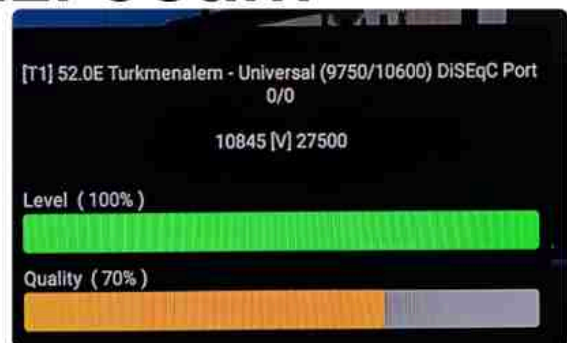 [T1] 52.0E Turkmenalem - Universal (9750/10600) DiSEqC Port
0/0
10845 [V] 27500
Level ( 100% )
Quality ( 70% )